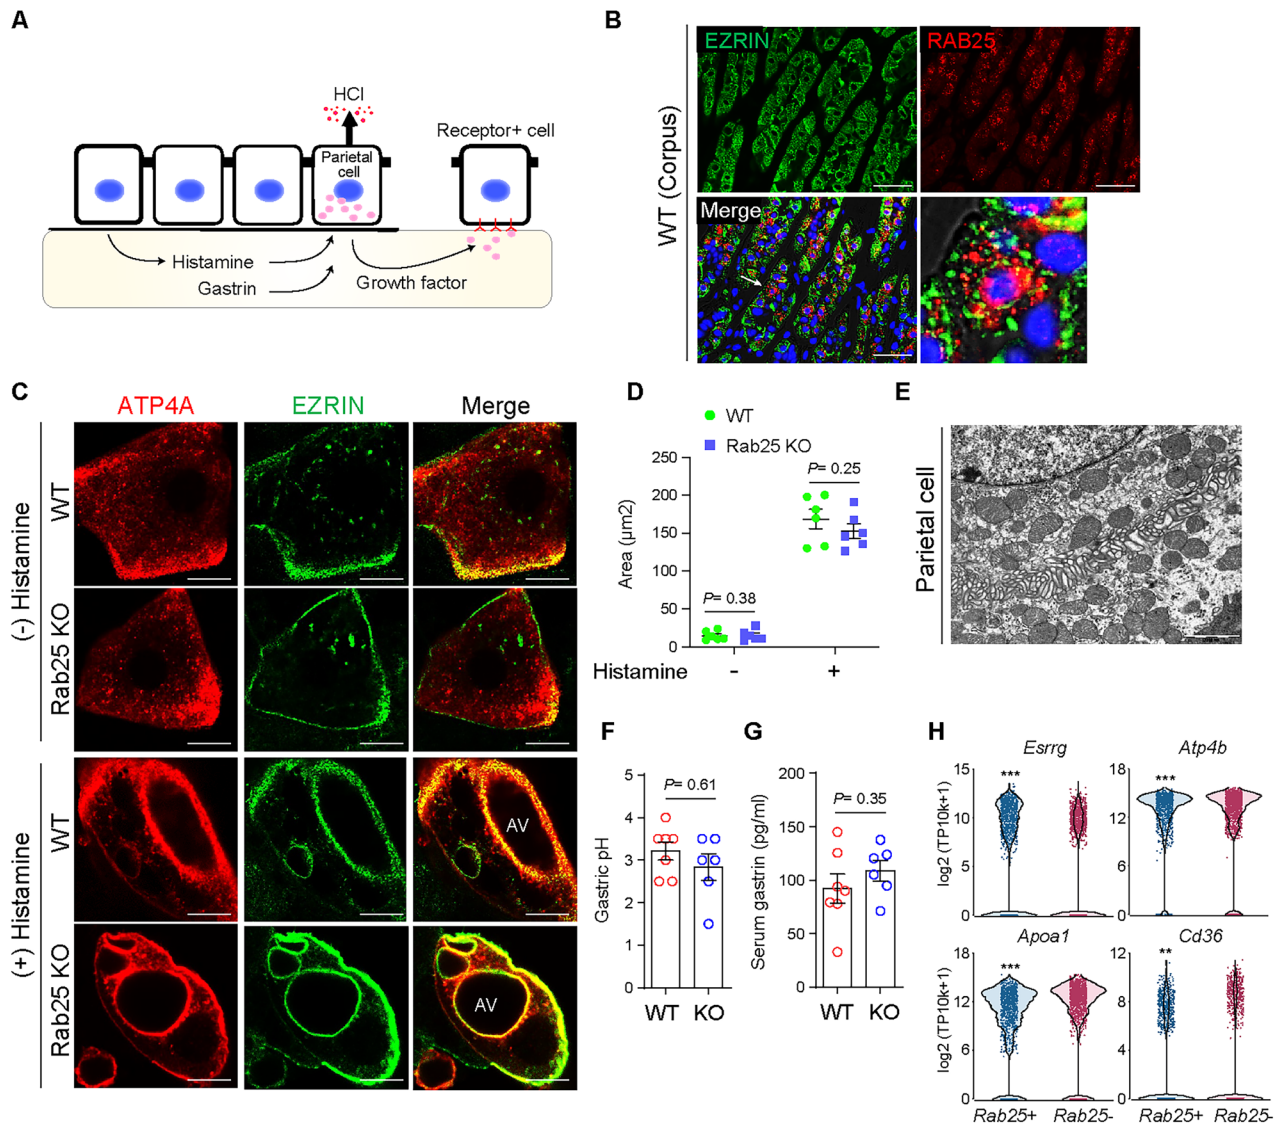 A
HCl
Receptor+ cell
Parietal
cell
Histamine
Gastrin
Growth factor
B
WT (Corpus)
EZRIN
RAB25
Merge
C
ATP4A
EZRIN
Merge
(-) Histamine
WT
Rab25 KO
(+) Histamine
WT
AV
Rab25 KO
AV
D
WT
Rab25 KO
Area (μm2)
250
200
150
100
50
0
P= 0.25
P= 0.38
Histamine
-
+
E
Parietal cell
F
Gastric pH
5
4
3
2
1
0
P= 0.61
WT
KO
G
Serum gastrin (pg/ml)
200
150
100
50
0
P= 0.35
WT
KO
H
Esrrg
log2 (TP10k+1)
15
10
5
0
***
Atp4b
18
12
6
0
***
Apoa1
log2 (TP10k+1)
18
12
6
0
***
Cd36
12
8
4
0
**
Rab25+
Rab25-
Rab25+
Rab25-